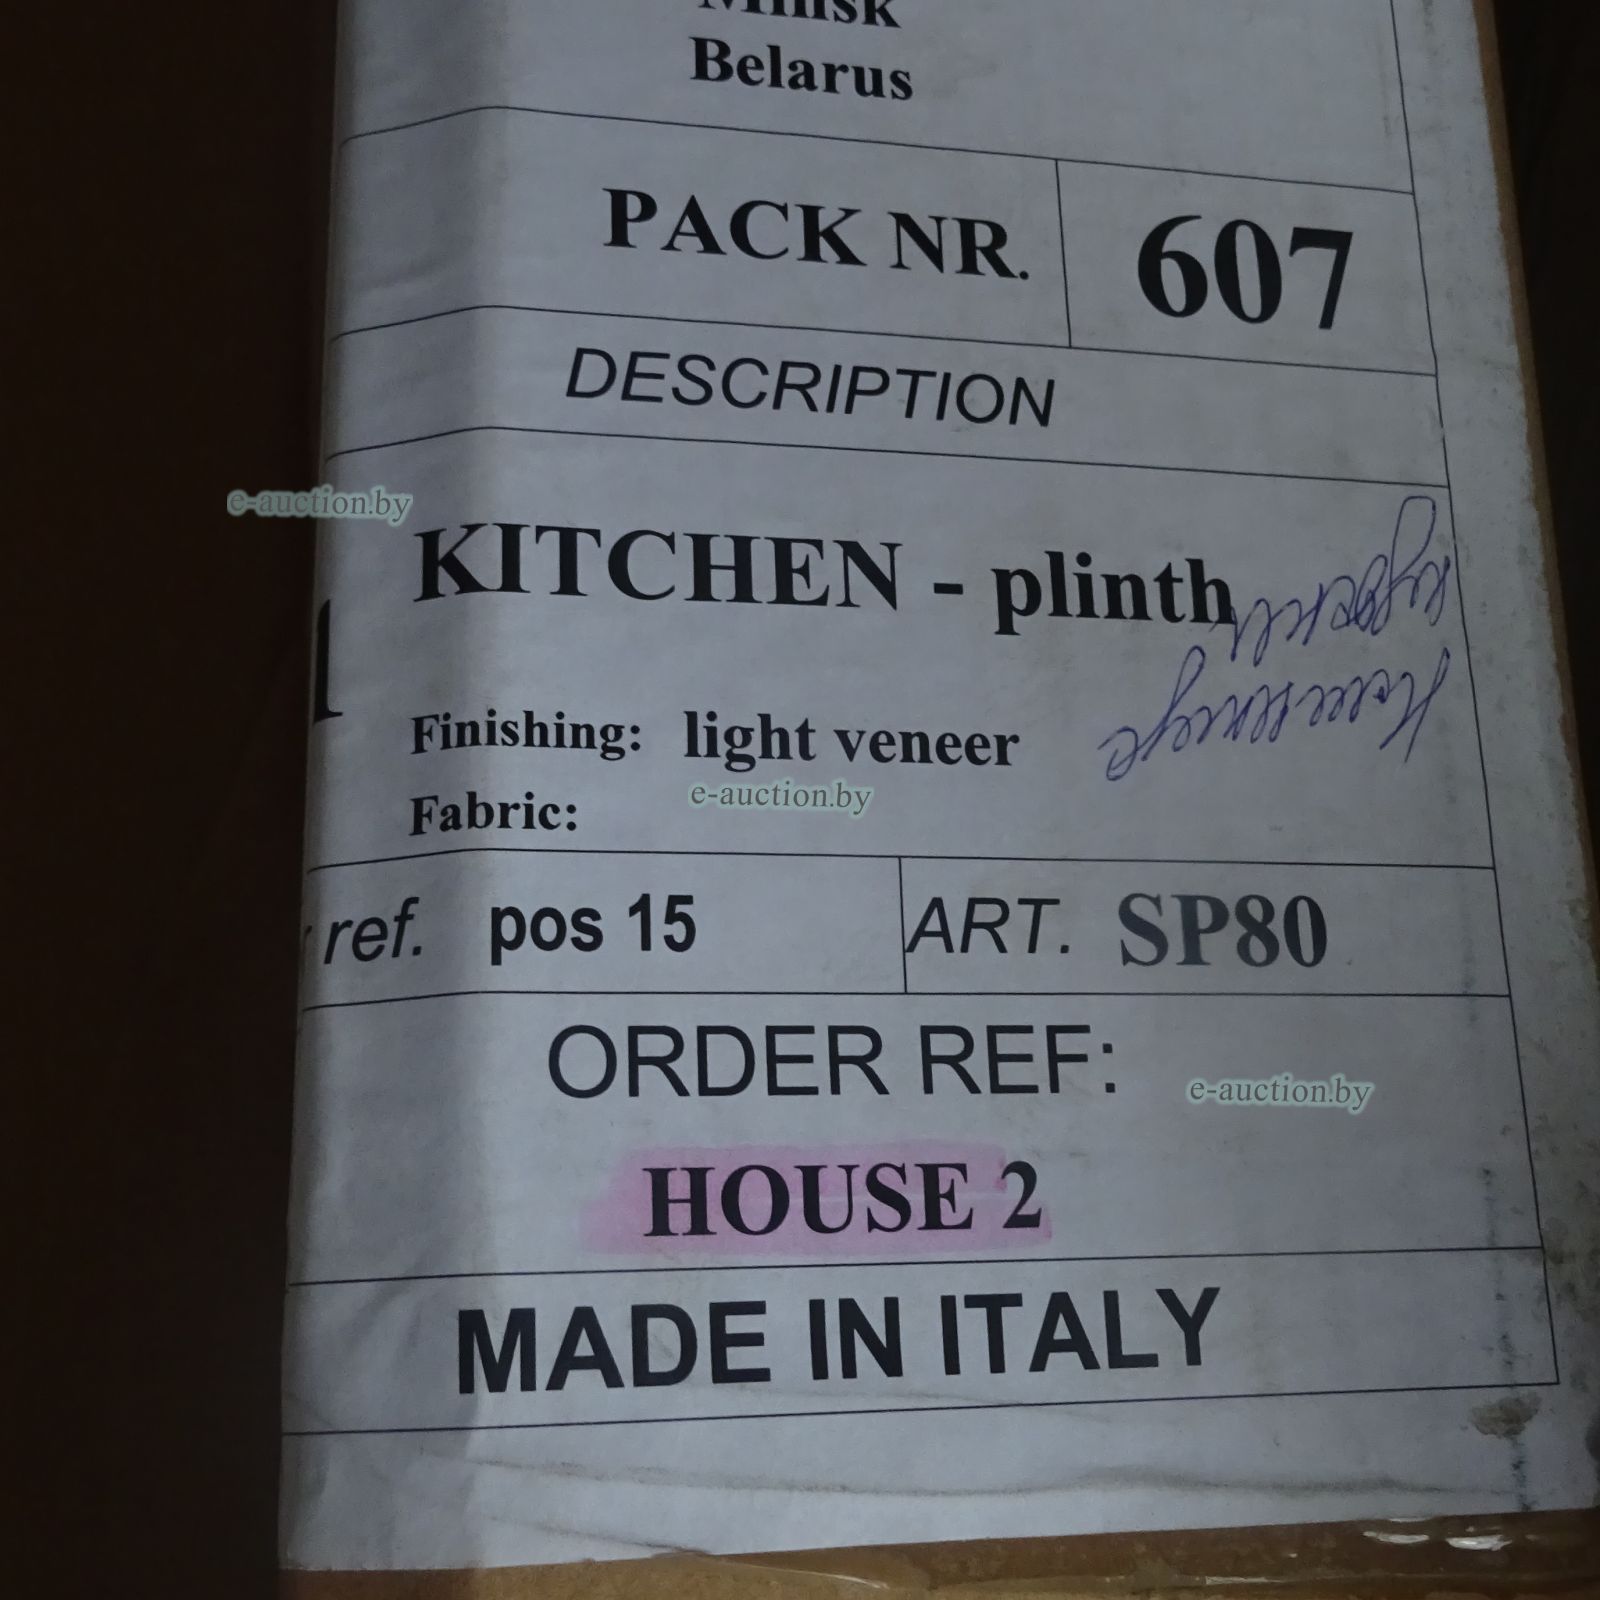 Minsk
Belarus
PACK NR. 607
DESCRIPTION
e-auction.by
KITCHEN - plinth
Finishing: light veneer
e-auction.by
Fabric:
ref. pos 15 ART. SP80
ORDER REF:
e-auction.by
HOUSE 2
MADE IN ITALY